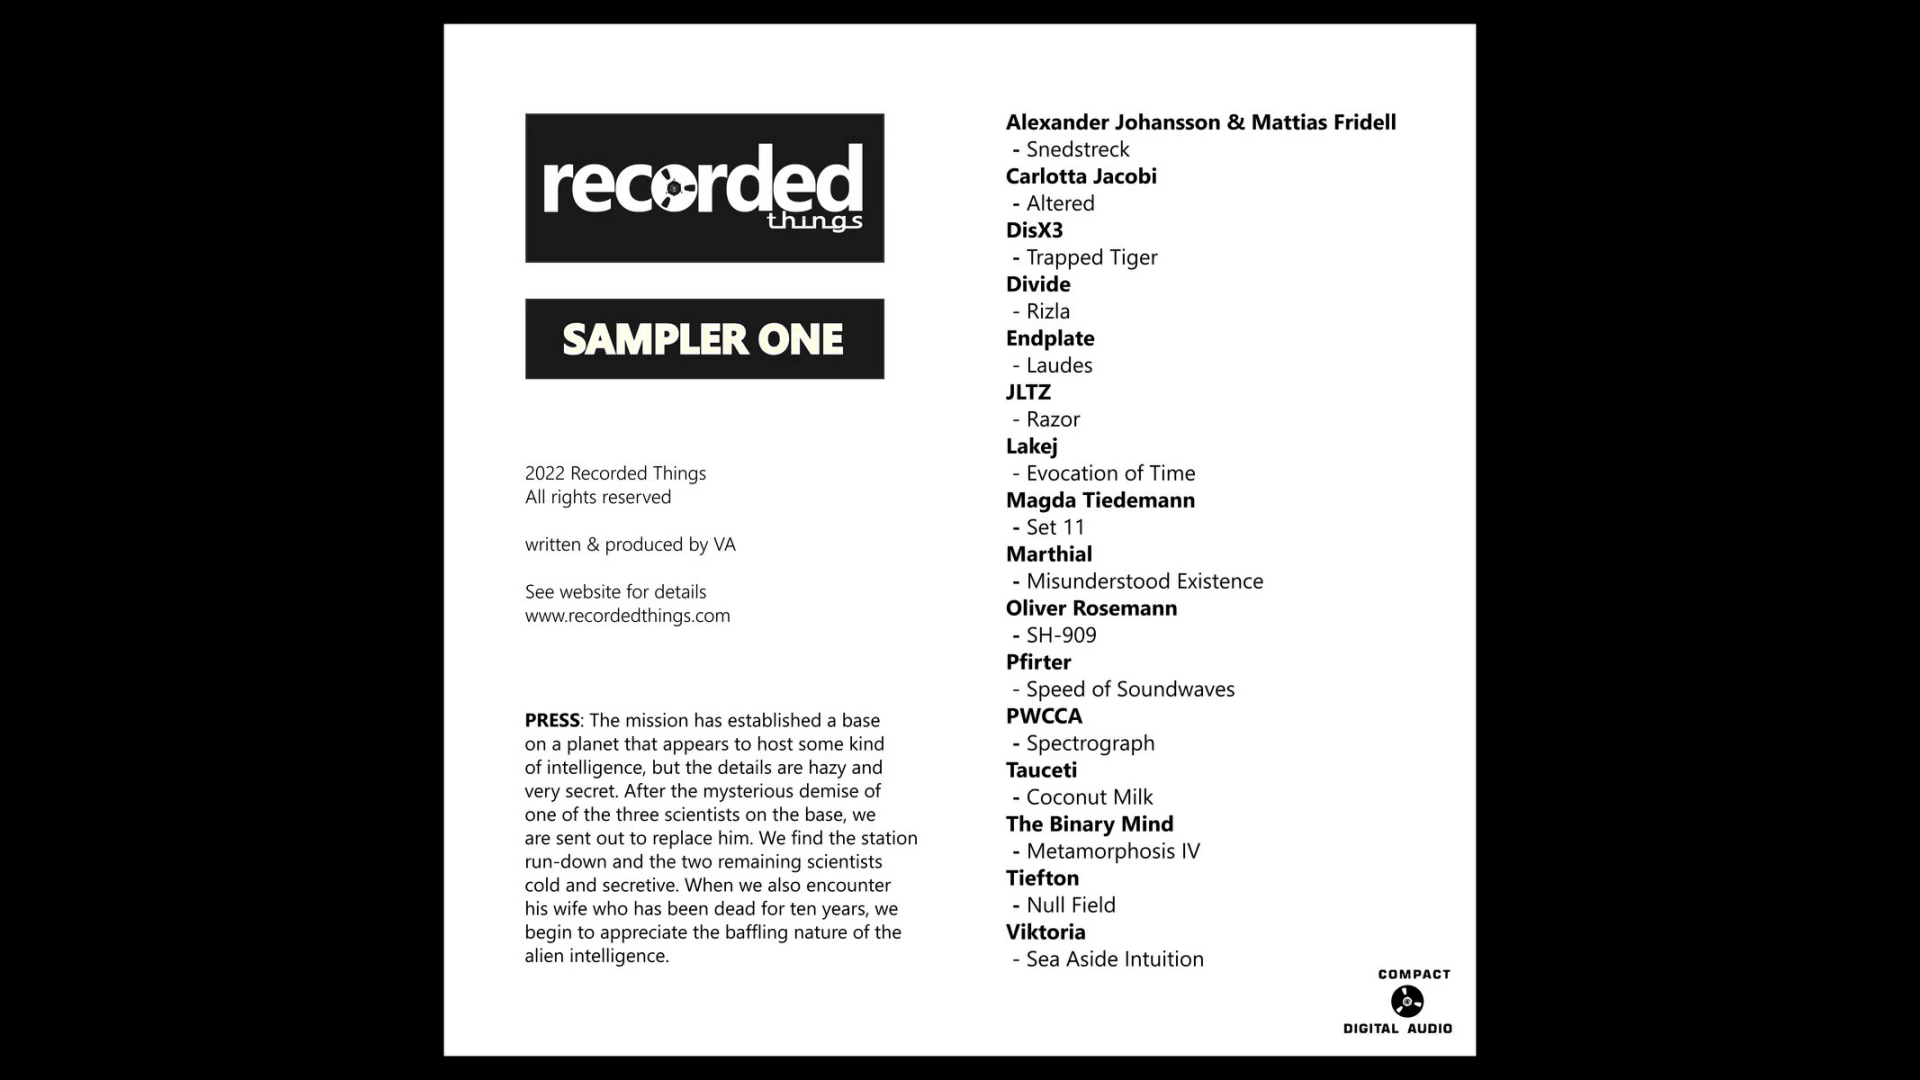 recorded
things
SAMPLER ONE
2022 Recorded Things
All rights reserved
written & produced by VA
See website for details
www.recordedthings.com
PRESS: The mission has established a base
on a planet that appears to host some kind
of intelligence, but the details are hazy and
very secret. After the mysterious demise of
one of the three scientists on the base, we
are sent out to replace him. We find the station
run-down and the two remaining scientists
cold and secretive. When we also encounter
his wife who has been dead for ten years, we
begin to appreciate the baffling nature of the
alien intelligence.
Alexander Johansson & Mattias Fridell
- Snedstreck
Carlotta Jacobi
- Altered
DisX3
- Trapped Tiger
Divide
- Rizla
Endplate
- Laudes
JLTZ
- Razor
Lakej
- Evocation of Time
Magda Tiedemann
- Set 11
Marthial
- Misunderstood Existence
Oliver Rosemann
- SH-909
Pfirter
- Speed of Soundwaves
PWCCA
- Spectrograph
Tauceti
- Coconut Milk
The Binary Mind
- Metamorphosis IV
Tiefton
- Null Field
Viktoria
- Sea Aside Intuition
COMPACT
DIGITAL AUDIO